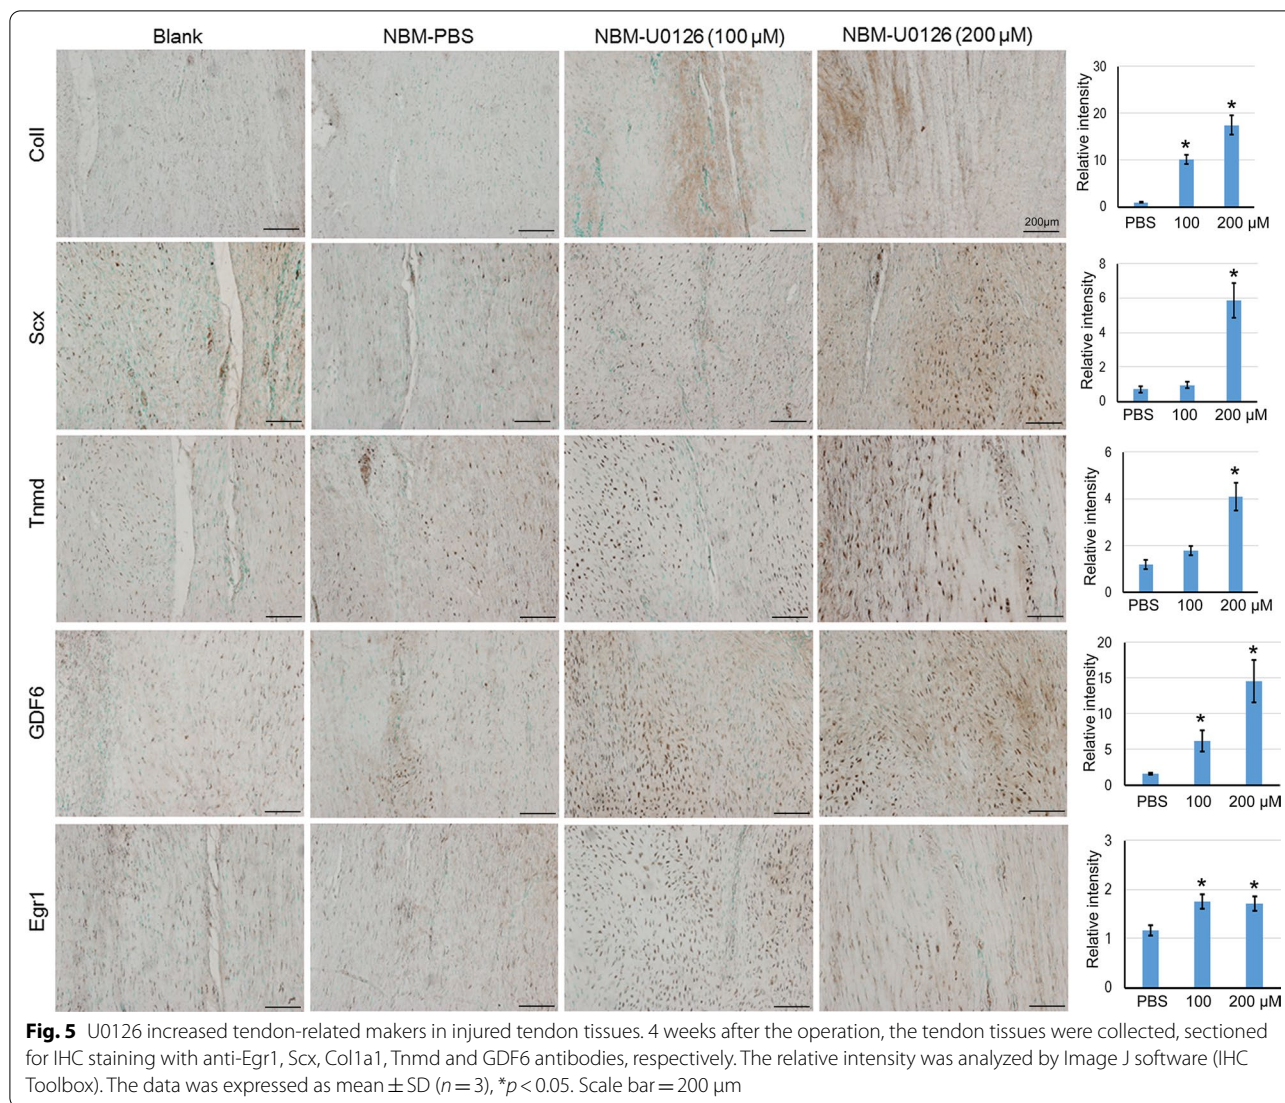 Blank NBM-PBS NBM-U0126 (100 μM) NBM-U0126 (200 μM)
ColI
200μm
Relative intensity
30
20
10
0
* *
PBS 100 200 μM
Scx
Relative intensity
8
6
4
2
0
*
PBS 100 200 μM
Tnmd
Relative intensity
6
4
2
0
*
PBS 100 200 μM
GDF6
Relative intensity
20
15
10
5
0
* *
PBS 100 200 μM
Egr1
Relative intensity
3
2
1
0
* *
PBS 100 200 μM
Fig. 5 U0126 increased tendon-related makers in injured tendon tissues. 4 weeks after the operation, the tendon tissues were collected, sectioned
for IHC staining with anti-Egr1, Scx, Col1a1, Tnmd and GDF6 antibodies, respectively. The relative intensity was analyzed by Image J software (IHC
Toolbox). The data was expressed as mean ± SD (n = 3), *p < 0.05. Scale bar = 200 μm